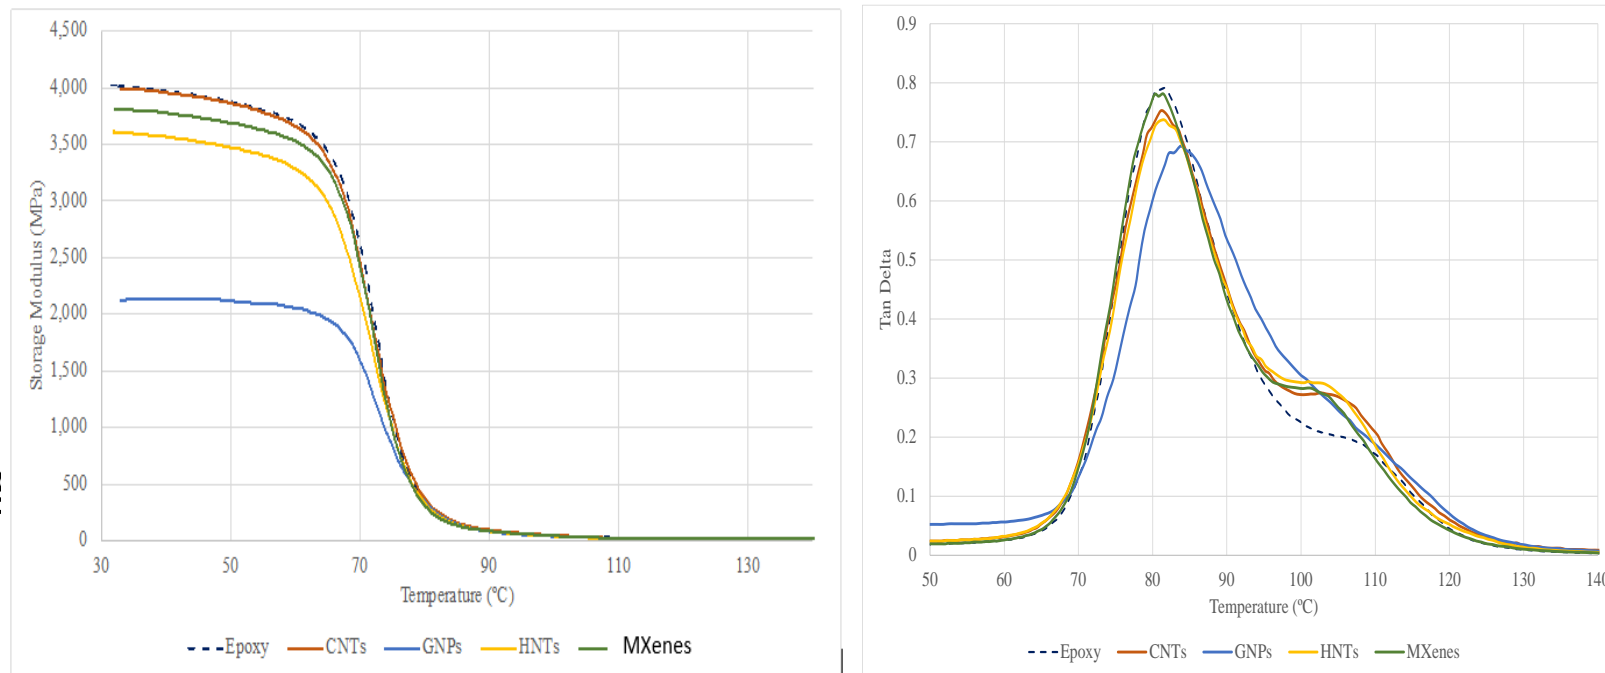 4,500
4,000
3,500
3,000
2,500
2,000
1,500
1,000
500
0
Storage Modulus (MPa)
30 50 70 90 110 130
Temperature (°C)
Epoxy CNTs GNPs HNTs MXenes
0.9
0.8
0.7
0.6
0.5
0.4
0.3
0.2
0.1
0
Tan Delta
50 60 70 80 90 100 110 120 130 140
Temperature (°C)
Epoxy CNTs GNPs HNTs MXenes